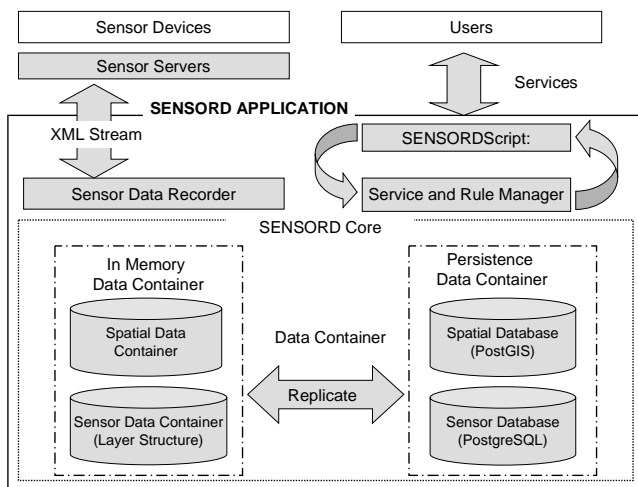 Sensor Devices
Users
Sensor Servers
Services
SENSORD APPLICATION
XML Stream
SENSORDScript:
Sensor Data Recorder
Service and Rule Manager
SENSORD Core
In Memory
Data Container
Persistence
Data Container
Spatial Data
Container
Data Container
Spatial Database
(PostGIS)
Replicate
Sensor Data Container
(Layer Structure)
Sensor Database
(PostgreSQL)